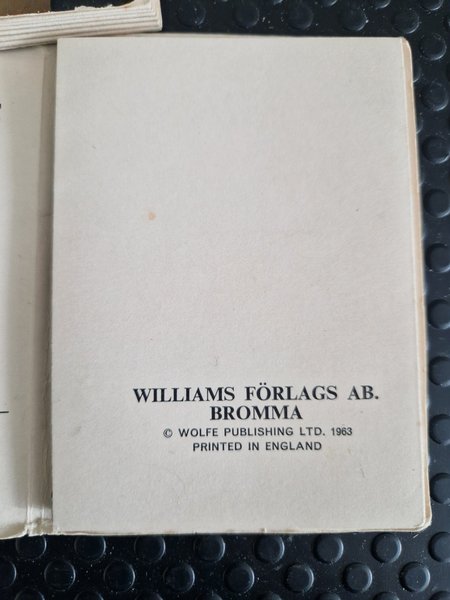 WILLIAMS FÖRLAGS AB.
BROMMA
© WOLFE PUBLISHING LTD. 1963
PRINTED IN ENGLAND